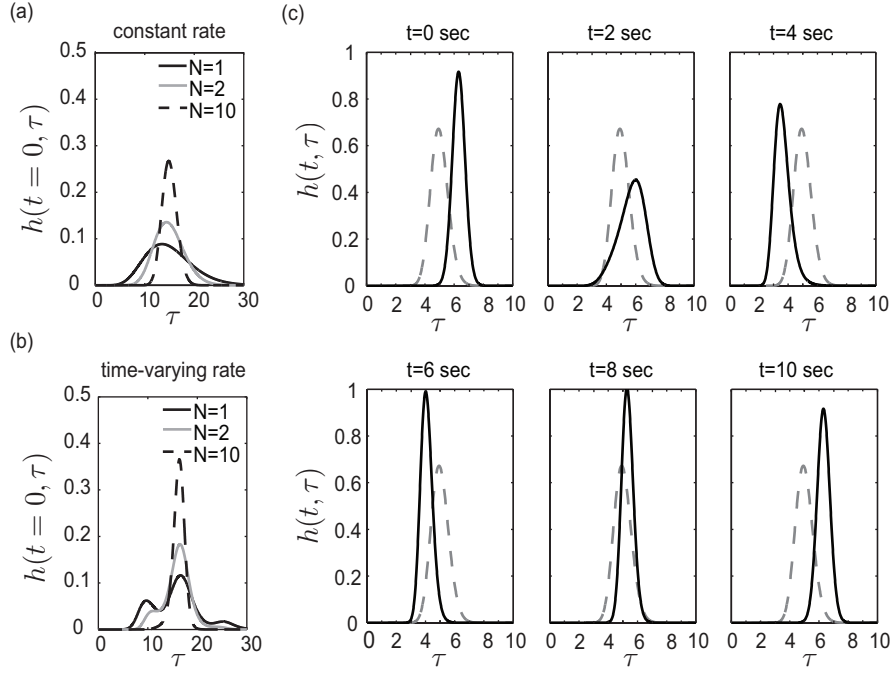 (a)
constant rate
0.5
0.4
0.3
0.2
0.1
0
N=1
N=2
N=10
h(t = 0, τ)
0 10 20 30
τ
(b)
time-varying rate
0.5
0.4
0.3
0.2
0.1
0
N=1
N=2
N=10
h(t = 0, τ)
0 10 20 30
τ
(c)
t=0 sec
t=2 sec
t=4 sec
1
0.8
0.6
0.4
0.2
0
h(t, τ)
0 2 4 6 8 10
0 2 4 6 8 10
0 2 4 6 8 10
τ
τ
τ
t=6 sec
t=8 sec
t=10 sec
1
0.8
0.6
0.4
0.2
0
h(t, τ)
0 2 4 6 8 10
0 2 4 6 8 10
0 2 4 6 8 10
τ
τ
τ